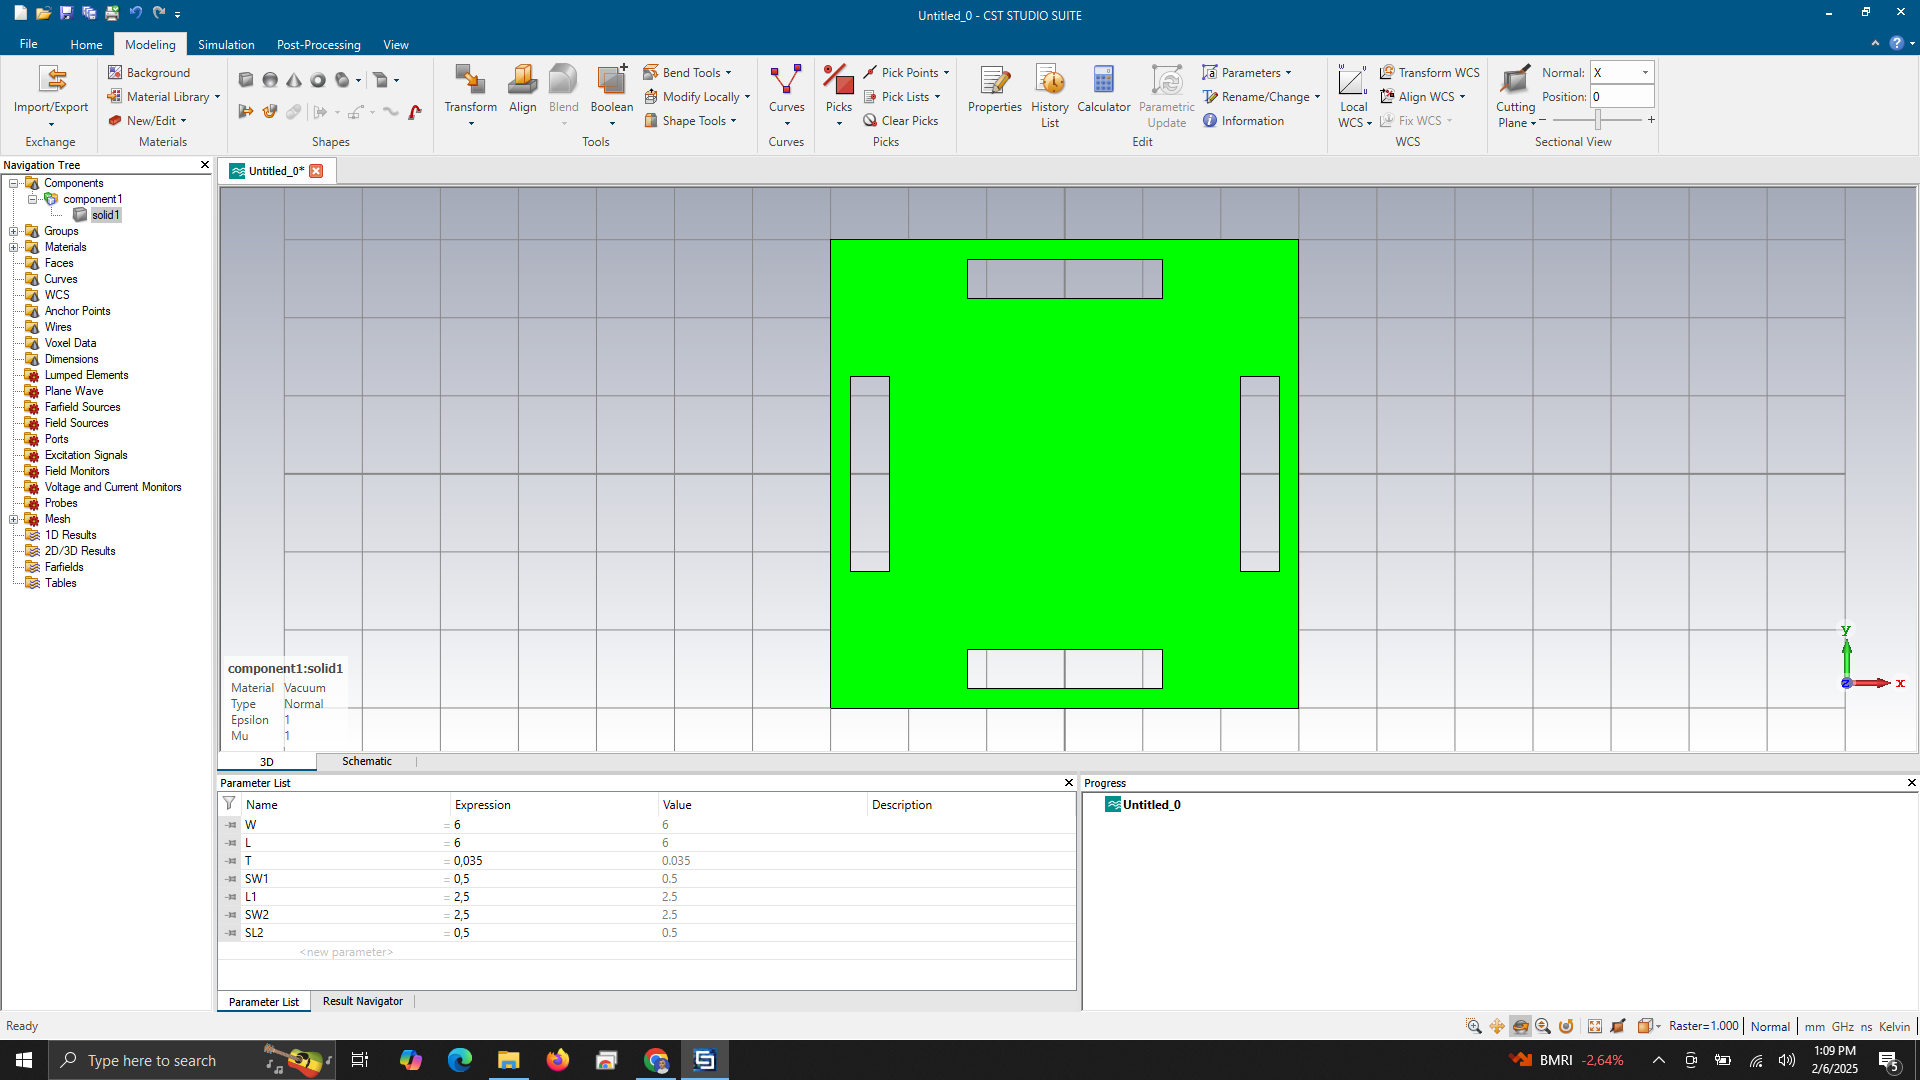 Untitled_0 - CST STUDIO SUITE
File Home Modeling Simulation Post-Processing View
Import/Export
Exchange
Background
Material Library
New/Edit
Materials
Shapes
Transform
Align
Blend
Boolean
Bend Tools
Modify Locally
Shape Tools
Tools
Curves
Curves
Picks
Pick Points
Pick Lists
Clear Picks
Picks
Properties
History
List
Calculator
Parametric
Update
Parameters
Rename/Change
Information
Edit
Local
WCS
Transform WCS
Align WCS
Fix WCS
WCS
Cutting
Plane
Normal: X
Position: 0
Sectional View
Navigation Tree
Components
component1
solid1
Groups
Materials
Faces
Curves
WCS
Anchor Points
Wires
Voxel Data
Dimensions
Lumped Elements
Plane Wave
Farfield Sources
Field Sources
Ports
Excitation Signals
Field Monitors
Voltage and Current Monitors
Probes
Mesh
1D Results
2D/3D Results
Farfields
Tables
Untitled_0*
component1:solid1
Material Vacuum
Type Normal
Epsilon 1
Mu 1
y
z x
3D Schematic
Parameter List
Name Expression Value Description
W = 6 6
L = 6 6
T = 0,035 0.035
SW1 = 0,5 0.5
L1 = 2,5 2.5
SW2 = 2,5 2.5
SL2 = 0,5 0.5
<new parameter>
Parameter List Result Navigator
Progress
Untitled_0
Ready
Raster=1.000 Normal mm GHz ns Kelvin
Type here to search
BMRI -2,64%
1:09 PM
2/6/2025
5